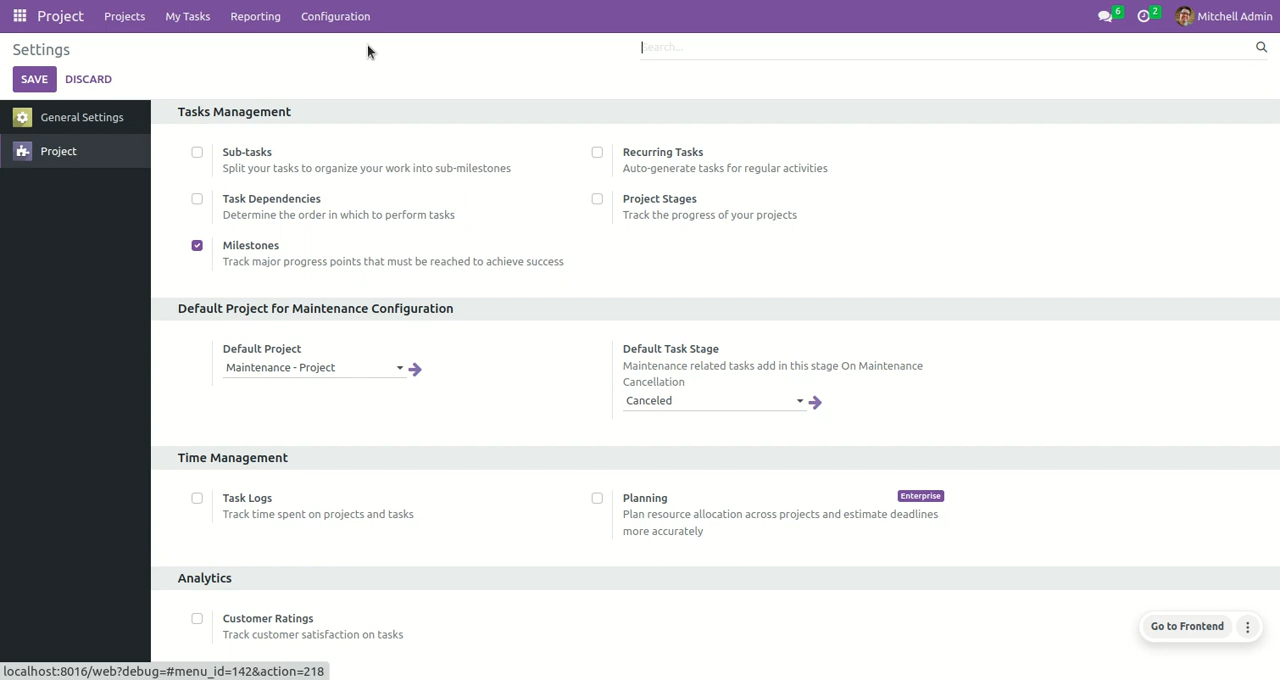 Project Projects My Tasks Reporting Configuration 6 2 Mitchell Admin
Settings
Search...
SAVE DISCARD
General Settings
Project
Tasks Management
Sub-tasks
Split your tasks to organize your work into sub-milestones
Recurring Tasks
Auto-generate tasks for regular activities
Task Dependencies
Determine the order in which to perform tasks
Project Stages
Track the progress of your projects
Milestones
Track major progress points that must be reached to achieve success
Default Project for Maintenance Configuration
Default Project
Maintenance - Project
Default Task Stage
Maintenance related tasks add in this stage On Maintenance
Cancellation
Canceled
Time Management
Task Logs
Track time spent on projects and tasks
Planning
Enterprise
Plan resource allocation across projects and estimate deadlines
more accurately
Analytics
Customer Ratings
Track customer satisfaction on tasks
Go to Frontend
localhost:8016/web?debug=#menu_id=142&action=218